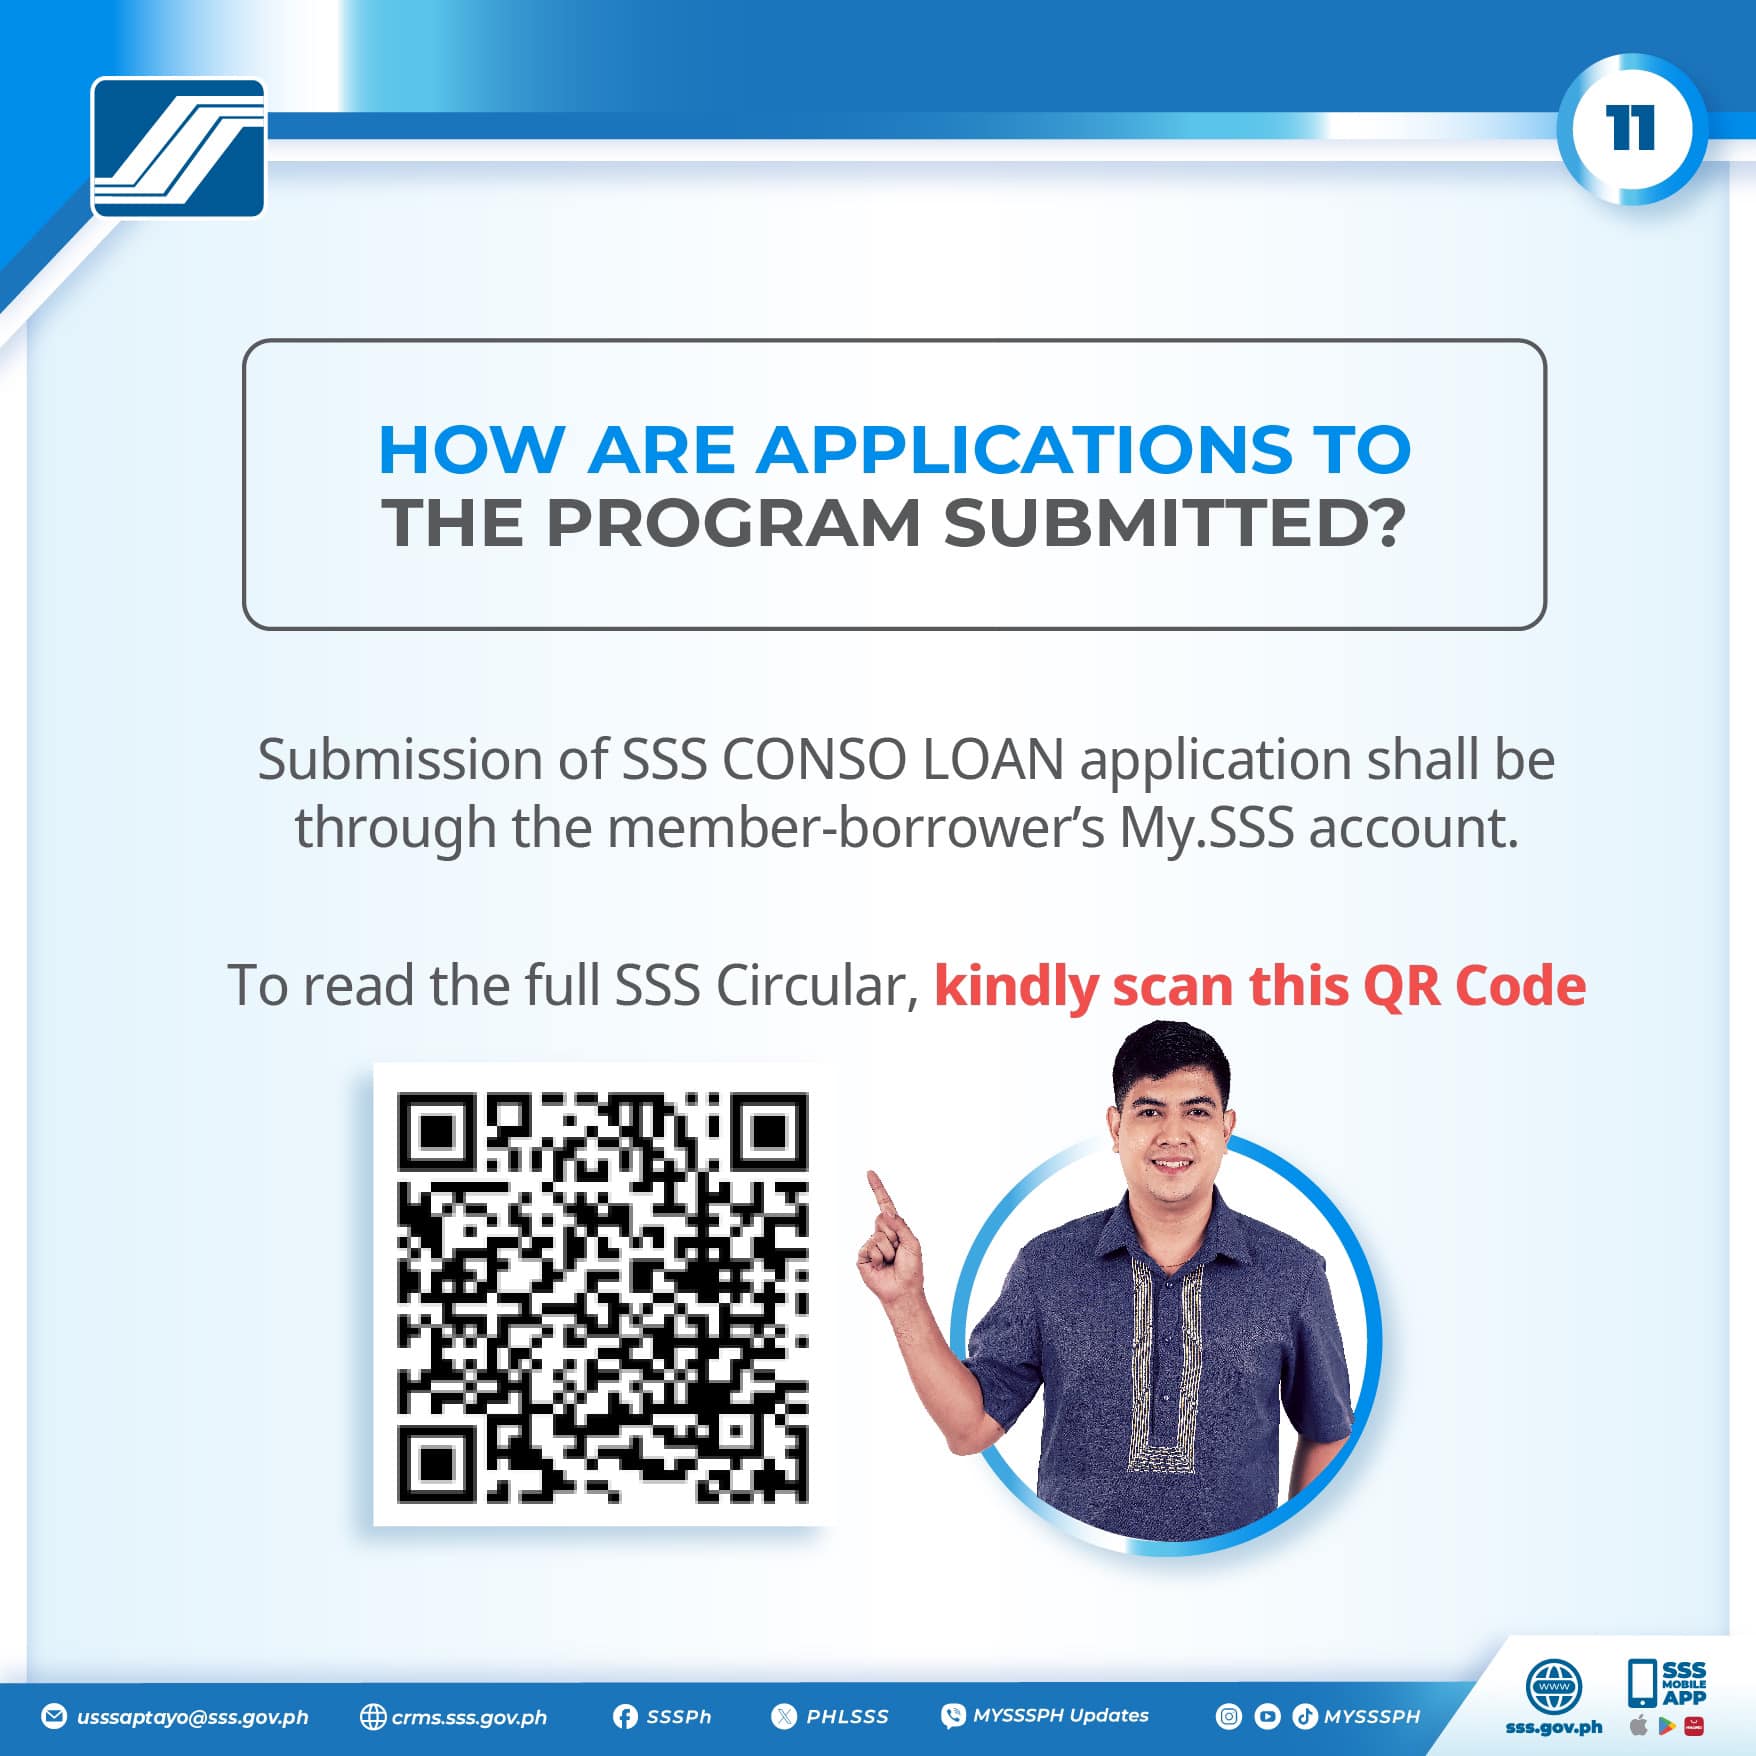 11
HOW ARE APPLICATIONS TO
THE PROGRAM SUBMITTED?
Submission of SSS CONSO LOAN application shall be
through the member-borrower’s My.SSS account.
To read the full SSS Circular, kindly scan this QR Code
usssaptayo@sss.gov.ph
crms.sss.gov.ph
SSSPh
PHLSSS
MYSSSPH Updates
MYSSSPH
www
sss.gov.ph
SSS
MOBILE
APP